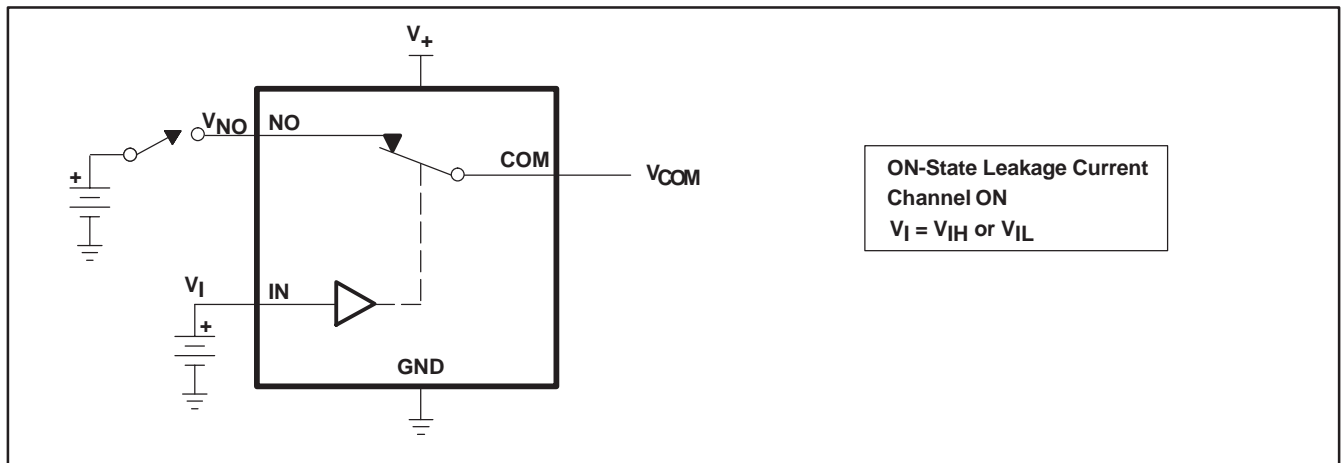 V+
VNO
NO
COM
VCOM
+
ON-State Leakage Current
Channel ON
VI = VIH or VIL
VI
IN
+
GND